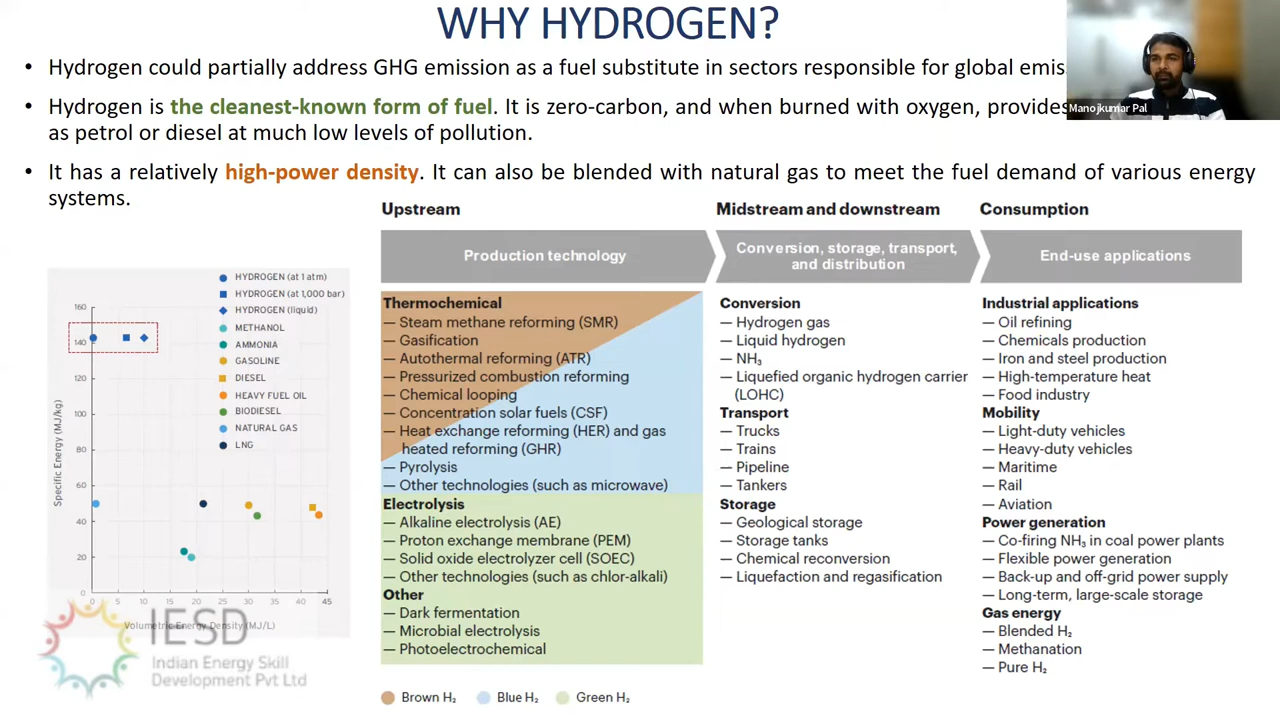 WHY HYDROGEN?
• Hydrogen could partially address GHG emission as a fuel substitute in sectors responsible for global
• Hydrogen is the cleanest-known form of fuel. It is zero-carbon, and when burned with oxygen, provides
as petrol or diesel at much low levels of pollution.
• It has a relatively high-power density. It can also be blended with natural gas to meet the fuel demand of various energy
systems.
Manojkumar Pal
HYDROGEN (at 1 atm)
HYDROGEN (at 1,000 bar)
HYDROGEN (liquid)
METHANOL
AMMONIA
GASOLINE
DIESEL
HEAVY FUEL OIL
BIODIESEL
NATURAL GAS
LNG
Specific Energy (MJ/kg)
160
140
120
100
80
60
40
20
0
0 5 10 15 20 25 30 35 40 45
Volumetric Energy Density (MJ/L)
IESD
Indian Energy Skill
Development Pvt Ltd
Upstream
Production technology
Thermochemical
— Steam methane reforming (SMR)
— Gasification
— Autothermal reforming (ATR)
— Pressurized combustion reforming
— Chemical looping
— Concentration solar fuels (CSF)
— Heat exchange reforming (HER) and gas
heated reforming (GHR)
— Pyrolysis
— Other technologies (such as microwave)
Electrolysis
— Alkaline electrolysis (AE)
— Proton exchange membrane (PEM)
— Solid oxide electrolyzer cell (SOEC)
— Other technologies (such as chlor-alkali)
Other
— Dark fermentation
— Microbial electrolysis
— Photoelectrochemical
Brown H₂ Blue H₂ Green H₂
Midstream and downstream
Conversion, storage, transport,
and distribution
Conversion
— Hydrogen gas
— Liquid hydrogen
— NH₃
— Liquefied organic hydrogen carrier
(LOHC)
Transport
— Trucks
— Trains
— Pipeline
— Tankers
Storage
— Geological storage
— Storage tanks
— Chemical reconversion
— Liquefaction and regasification
Consumption
End-use applications
Industrial applications
— Oil refining
— Chemicals production
— Iron and steel production
— High-temperature heat
— Food industry
Mobility
— Light-duty vehicles
— Heavy-duty vehicles
— Maritime
— Rail
— Aviation
Power generation
— Co-firing NH₃ in coal power plants
— Flexible power generation
— Back-up and off-grid power supply
— Long-term, large-scale storage
Gas energy
— Blended H₂
— Methanation
— Pure H₂